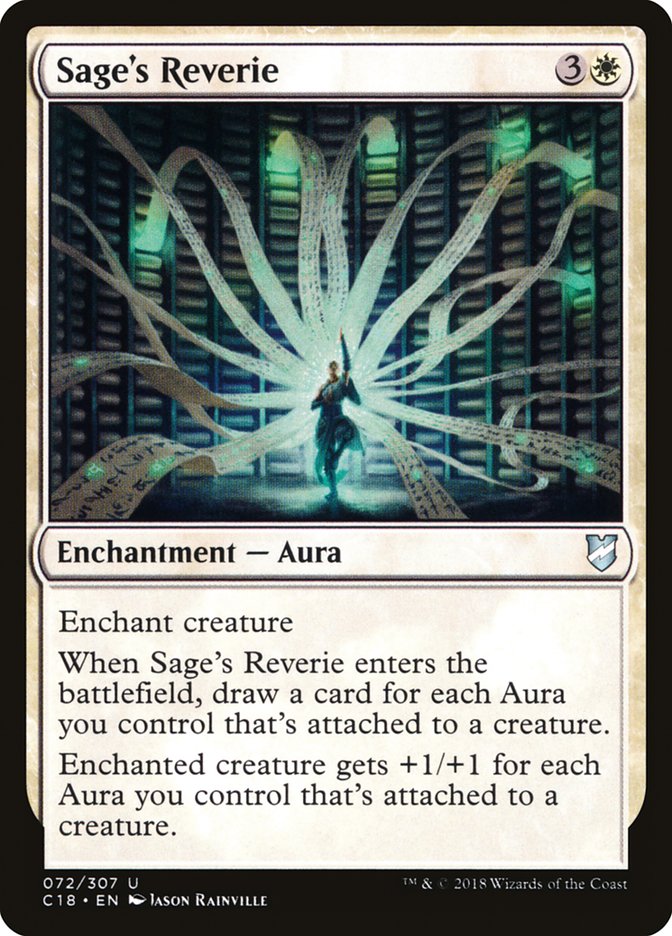 Sage's Reverie 3
Enchantment — Aura
Enchant creature
When Sage's Reverie enters the
battlefield, draw a card for each Aura
you control that's attached to a creature.
Enchanted creature gets +1/+1 for each
Aura you control that's attached to a
creature.
072/307 U
C18 • EN Jason Rainville
™ & © 2018 Wizards of the Coast